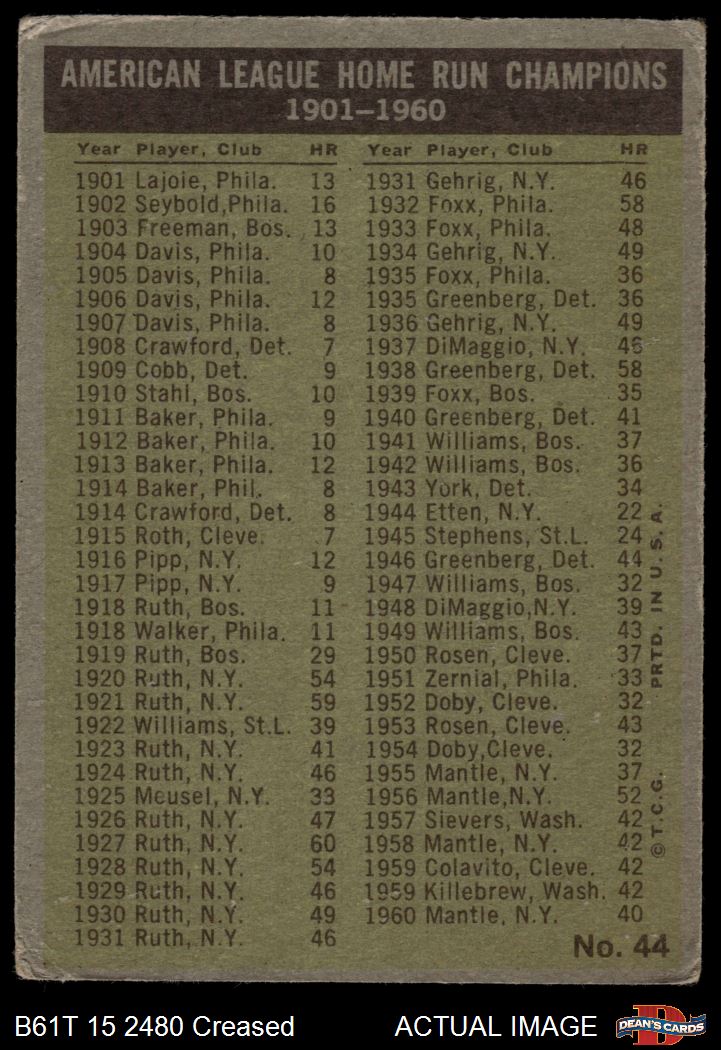 AMERICAN LEAGUE HOME RUN CHAMPIONS
1901-1960
Year Player, Club HR
1901 Lajoie, Phila. 13
1902 Seybold,Phila. 16
1903 Freeman, Bos. 13
1904 Davis, Phila. 10
1905 Davis, Phila. 8
1906 Davis, Phila. 12
1907 Davis, Phila. 8
1908 Crawford, Det. 7
1909 Cobb, Det. 9
1910 Stahl, Bos. 10
1911 Baker, Phila. 9
1912 Baker, Phila. 10
1913 Baker, Phila. 12
1914 Baker, Phil. 8
1914 Crawford, Det. 8
1915 Roth, Cleve. 7
1916 Pipp, N.Y. 12
1917 Pipp, N.Y. 9
1918 Ruth, Bos. 11
1918 Walker, Phila. 11
1919 Ruth, Bos. 29
1920 Ruth, N.Y. 54
1921 Ruth, N.Y. 59
1922 Williams, St.L. 39
1923 Ruth, N.Y. 41
1924 Ruth, N.Y. 46
1925 Meusel, N.Y. 33
1926 Ruth, N.Y. 47
1927 Ruth, N.Y. 60
1928 Ruth, N.Y. 54
1929 Ruth, N.Y. 46
1930 Ruth, N.Y. 49
1931 Ruth, N.Y. 46
Year Player, Club HR
1931 Gehrig, N.Y. 46
1932 Foxx, Phila. 58
1933 Foxx, Phila. 48
1934 Gehrig, N.Y. 49
1935 Foxx, Phila. 36
1935 Greenberg, Det. 36
1936 Gehrig, N.Y. 49
1937 DiMaggio, N.Y. 46
1938 Greenberg, Det. 58
1939 Foxx, Bos. 35
1940 Greenberg, Det. 41
1941 Williams, Bos. 37
1942 Williams, Bos. 36
1943 York, Det. 34
1944 Etten, N.Y. 22
1945 Stephens, St.L. 24
1946 Greenberg, Det. 44
1947 Williams, Bos. 32
1948 DiMaggio,N.Y. 39
1949 Williams, Bos. 43
1950 Rosen, Cleve. 37
1951 Zernial, Phila. 33
1952 Doby, Cleve. 32
1953 Rosen, Cleve. 43
1954 Doby,Cleve. 32
1955 Mantle, N.Y. 37
1956 Mantle,N.Y. 52
1957 Sievers, Wash. 42
1958 Mantle, N.Y. 42
1959 Colavito, Cleve. 42
1959 Killebrew, Wash. 42
1960 Mantle, N.Y. 40
No. 44
© T.C.G. PRTD. IN U.S.A.
B61T 15 2480 Creased
ACTUAL IMAGE
DEAN'S CARDS